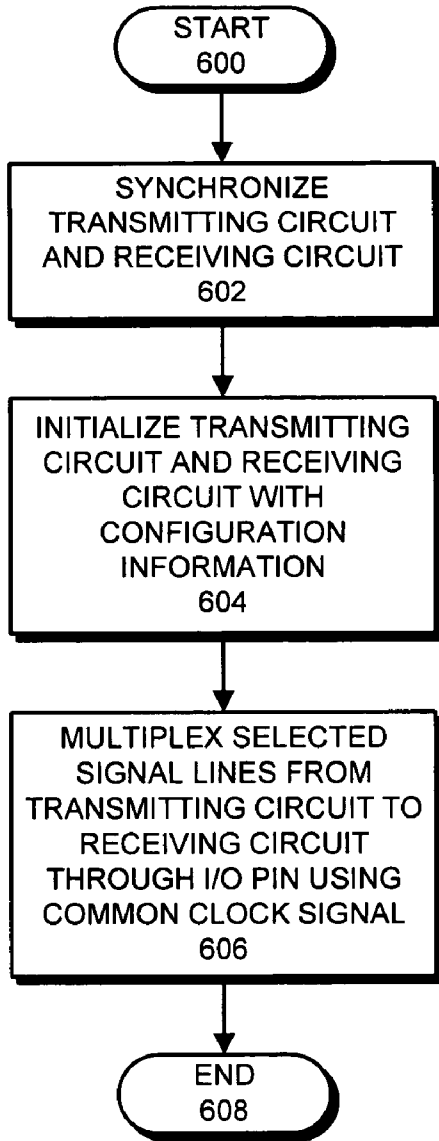 START
600
SYNCHRONIZE
TRANSMITTING CIRCUIT
AND RECEIVING CIRCUIT
602
INITIALIZE TRANSMITTING
CIRCUIT AND RECEIVING
CIRCUIT WITH
CONFIGURATION
INFORMATION
604
MULTIPLEX SELECTED
SIGNAL LINES FROM
TRANSMITTING CIRCUIT TO
RECEIVING CIRCUIT
THROUGH I/O PIN USING
COMMON CLOCK SIGNAL
606
END
608